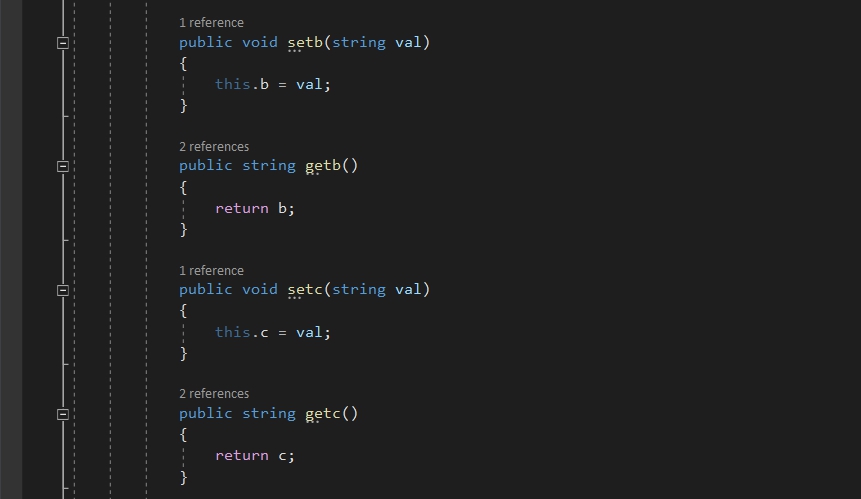 1 reference
public void setb(string val)
{
this.b = val;
}
2 references
public string getb()
{
return b;
}
1 reference
public void setc(string val)
{
this.c = val;
}
2 references
public string getc()
{
return c;
}